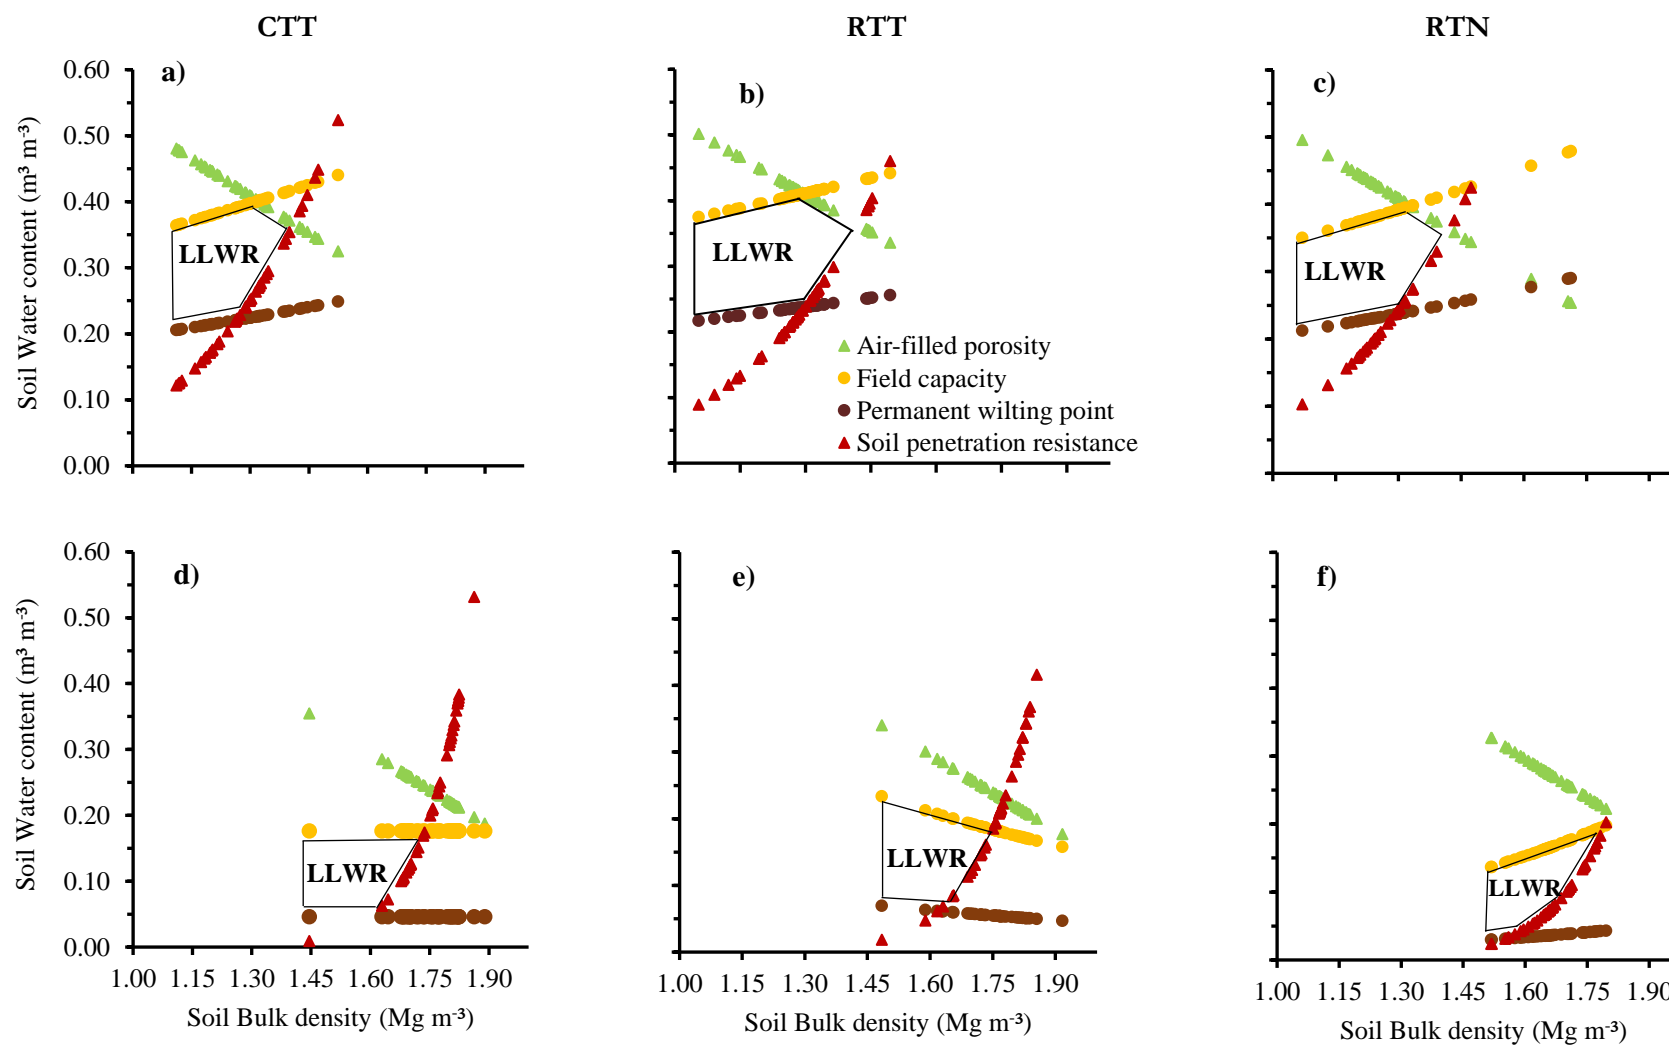 CTT
RTT
RTN
Soil Water content (m³ m⁻³)
0.60
0.50
0.40
0.30
0.20
0.10
0.00
a)
LLWR
b)
LLWR
Air-filled porosity
Field capacity
Permanent wilting point
Soil penetration resistance
c)
LLWR
Soil Water content (m³ m⁻³)
0.60
0.50
0.40
0.30
0.20
0.10
0.00
d)
LLWR
1.00 1.15 1.30 1.45 1.60 1.75 1.90
Soil Bulk density (Mg m⁻³)
e)
LLWR
1.00 1.15 1.30 1.45 1.60 1.75 1.90
Soil Bulk density (Mg m⁻³)
f)
LLWR
1.00 1.15 1.30 1.45 1.60 1.75 1.90
Soil Bulk density (Mg m⁻³)